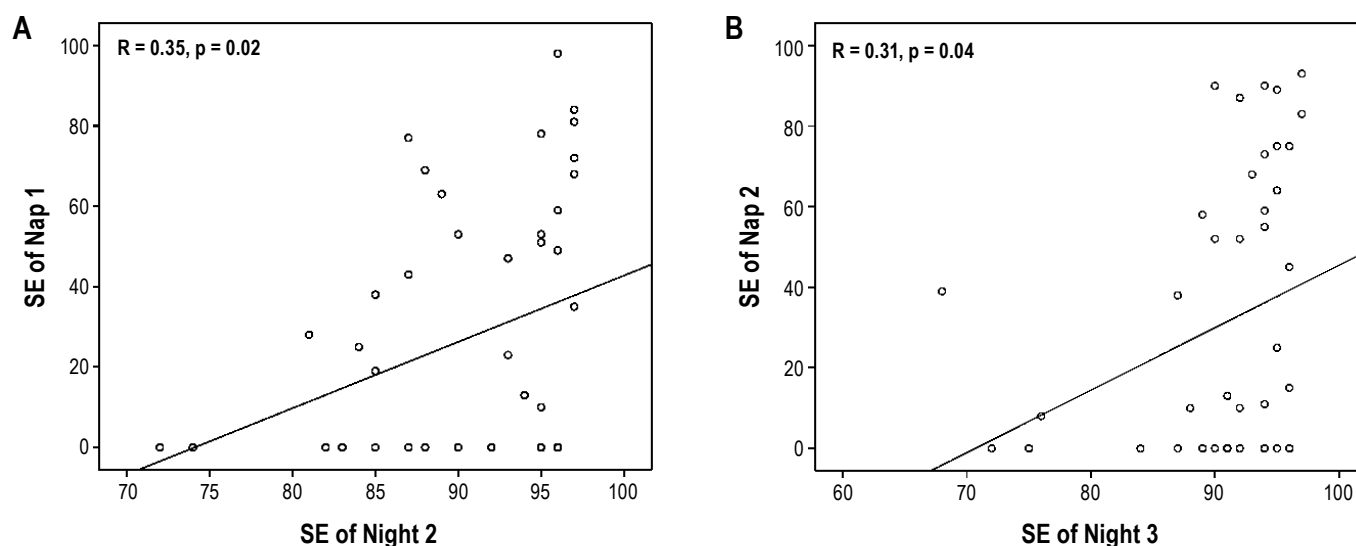 A
R = 0.35, p = 0.02
SE of Nap 1
100
80
60
40
20
0
70 75 80 85 90 95 100
SE of Night 2
B
R = 0.31, p = 0.04
SE of Nap 2
100
80
60
40
20
0
60 70 80 90 100
SE of Night 3